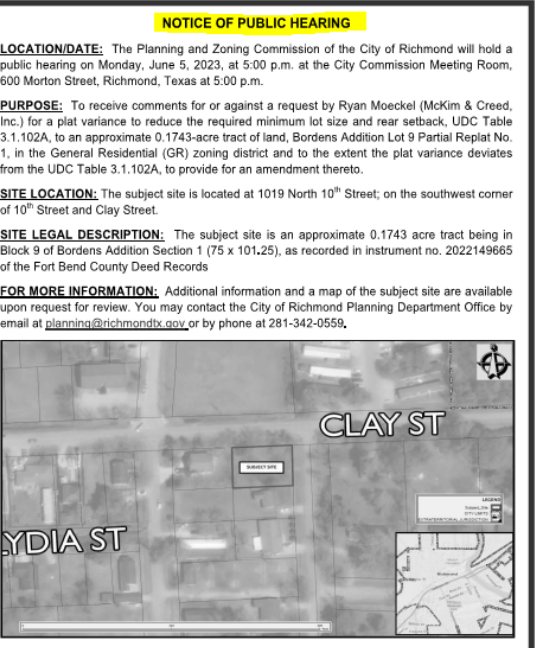 NOTICE OF PUBLIC HEARING
LOCATION/DATE: The Planning and Zoning Commission of the City of Richmond will hold a
public hearing on Monday, June 5, 2023, at 5:00 p.m. at the City Commission Meeting Room,
600 Morton Street, Richmond, Texas at 5:00 p.m.
PURPOSE: To receive comments for or against a request by Ryan Moeckel (McKim & Creed,
Inc.) for a plat variance to reduce the required minimum lot size and rear setback, UDC Table
3.1.102A, to an approximate 0.1743-acre tract of land, Bordens Addition Lot 9 Partial Replat No.
1, in the General Residential (GR) zoning district and to the extent the plat variance deviates
from the UDC Table 3.1.102A, to provide for an amendment thereto.
SITE LOCATION: The subject site is located at 1019 North 10th Street; on the southwest corner
of 10th Street and Clay Street.
SITE LEGAL DESCRIPTION: The subject site is an approximate 0.1743 acre tract being in
Block 9 of Bordens Addition Section 1 (75 x 101.25), as recorded in instrument no. 2022149665
of the Fort Bend County Deed Records
FOR MORE INFORMATION: Additional information and a map of the subject site are available
upon request for review. You may contact the City of Richmond Planning Department Office by
email at planning@richmondtx.gov or by phone at 281-342-0559.
CLAY ST
SUBJECT SITE
LEGEND
Subject_Site
CITY LIMITS
EXTRATERRITORIAL JURISDICTION
YDIA ST